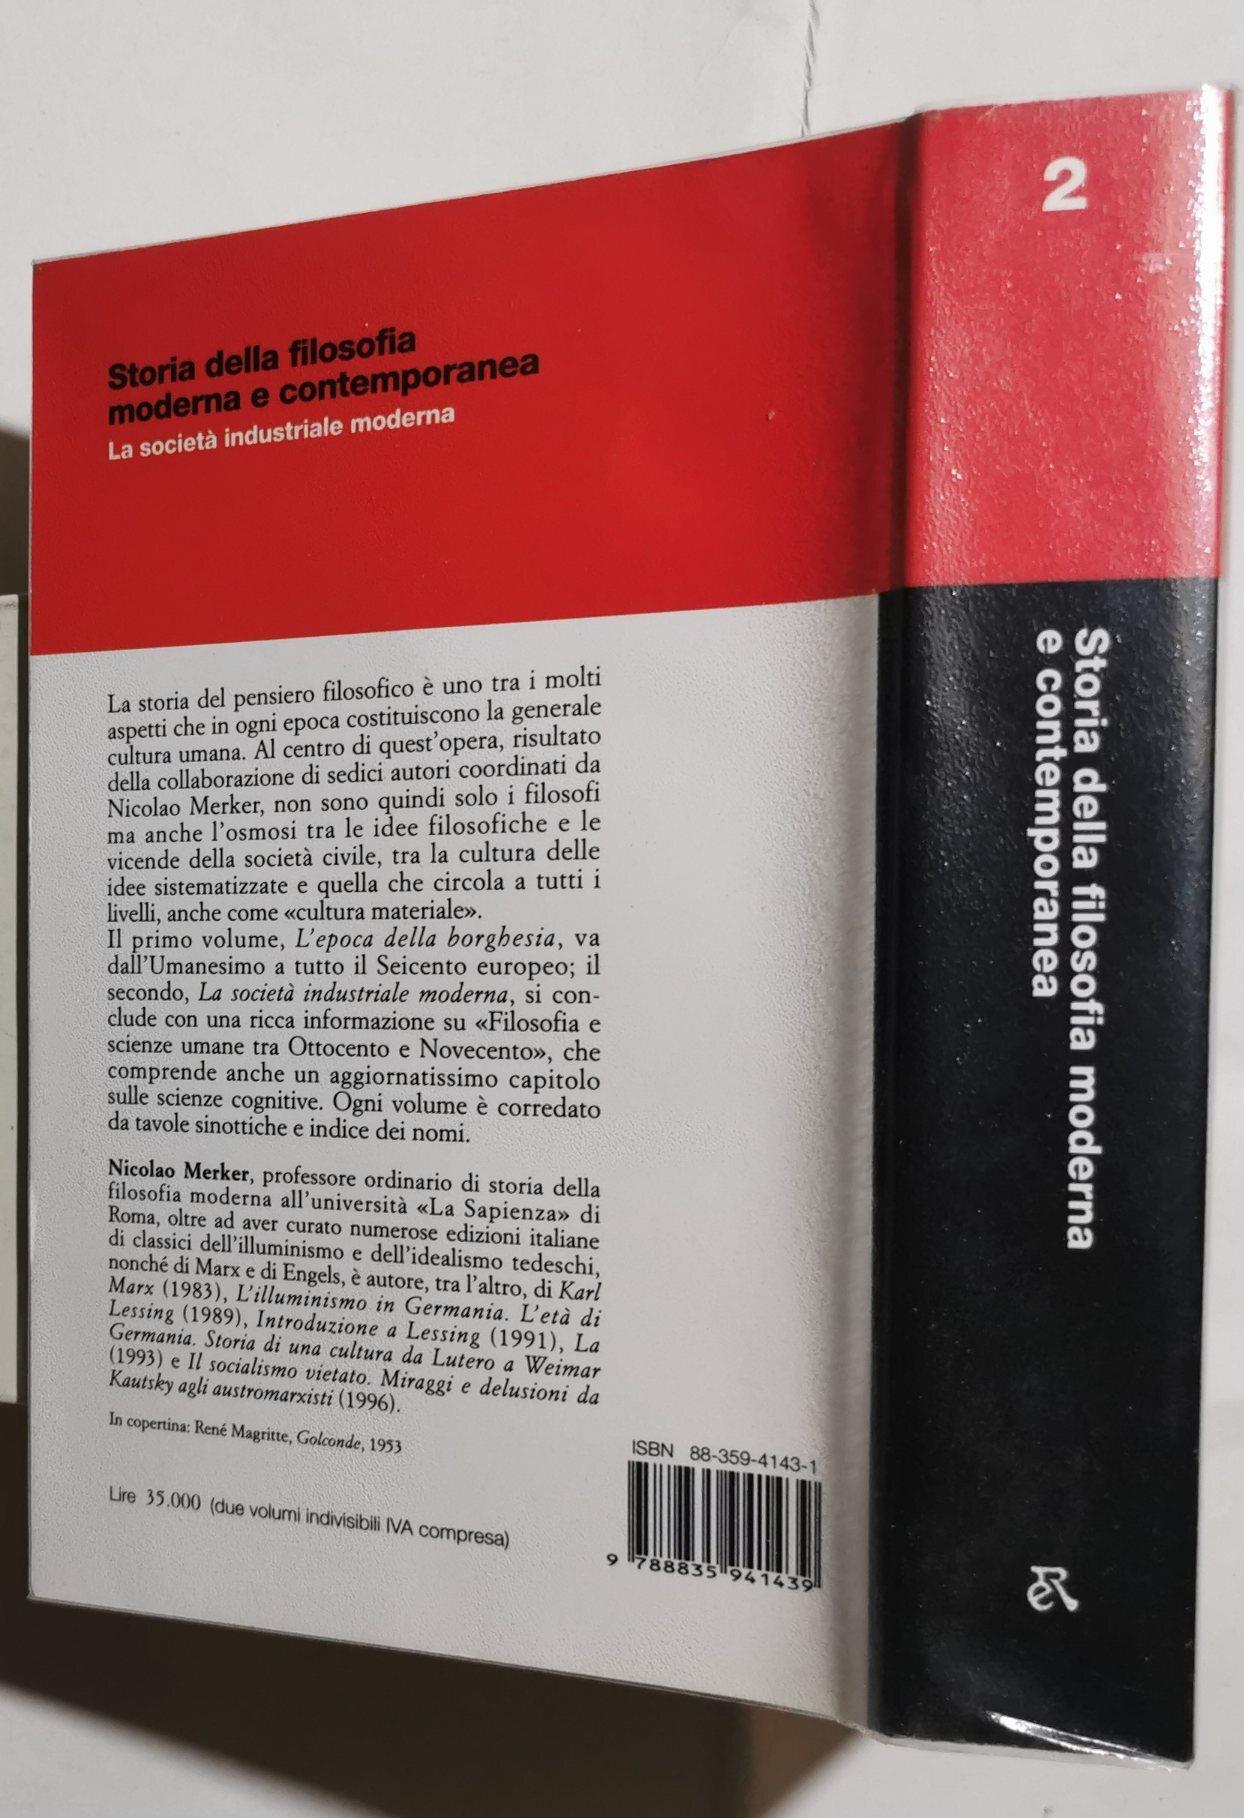 Storia della filosofia
moderna e contemporanea
La società industriale moderna
La storia del pensiero filosofico è uno tra i molti
aspetti che in ogni epoca costituiscono la generale
cultura umana. Al centro di quest'opera, risultato
della collaborazione di sedici autori coordinati da
Nicolao Merker, non sono quindi solo i filosofi
ma anche l'osmosi tra le idee filosofiche e le
vicende della società civile, tra la cultura delle
idee sistematizzate e quella che circola a tutti i
livelli, anche come «cultura materiale».
Il primo volume, L'epoca della borghesia, va
dall'Umanesimo a tutto il Seicento europeo; il
secondo, La società industriale moderna, si con-
clude con una ricca informazione su «Filosofia e
scienze umane tra Ottocento e Novecento», che
comprende anche un aggiornatissimo capitolo
sulle scienze cognitive. Ogni volume è corredato
da tavole sinottiche e indice dei nomi.
Nicolao Merker, professore ordinario di storia della
filosofia moderna all'università «La Sapienza» di
Roma, oltre ad aver curato numerose edizioni italiane
di classici dell'illuminismo e dell'idealismo tedeschi,
nonché di Marx e di Engels, è autore, tra l'altro, di Karl
Marx (1983), L'illuminismo in Germania. L'età di
Lessing (1989), Introduzione a Lessing (1991), La
Germania. Storia di una cultura da Lutero a Weimar
(1993) e Il socialismo vietato. Miraggi e delusioni da
Kautsky agli austromarxisti (1996).
In copertina: René Magritte, Golconde, 1953
Lire 35.000 (due volumi indivisibili IVA compresa)
ISBN 88-359-4143-1
9 788835 941439
2
Storia della filosofia moderna
e contemporanea